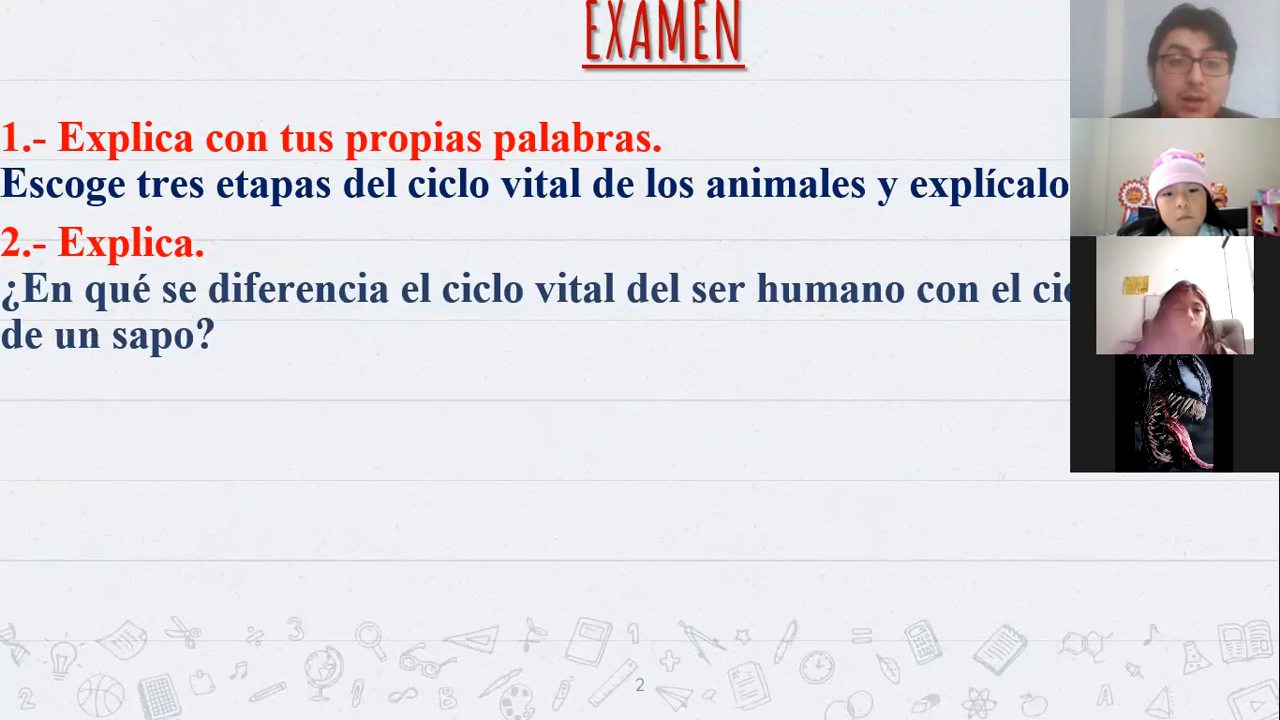 EXAMEN
1.- Explica con tus propias palabras.
Escoge tres etapas del ciclo vital de los animales y explícalo
2.- Explica.
¿En qué se diferencia el ciclo vital del ser humano con el
de un sapo?
2